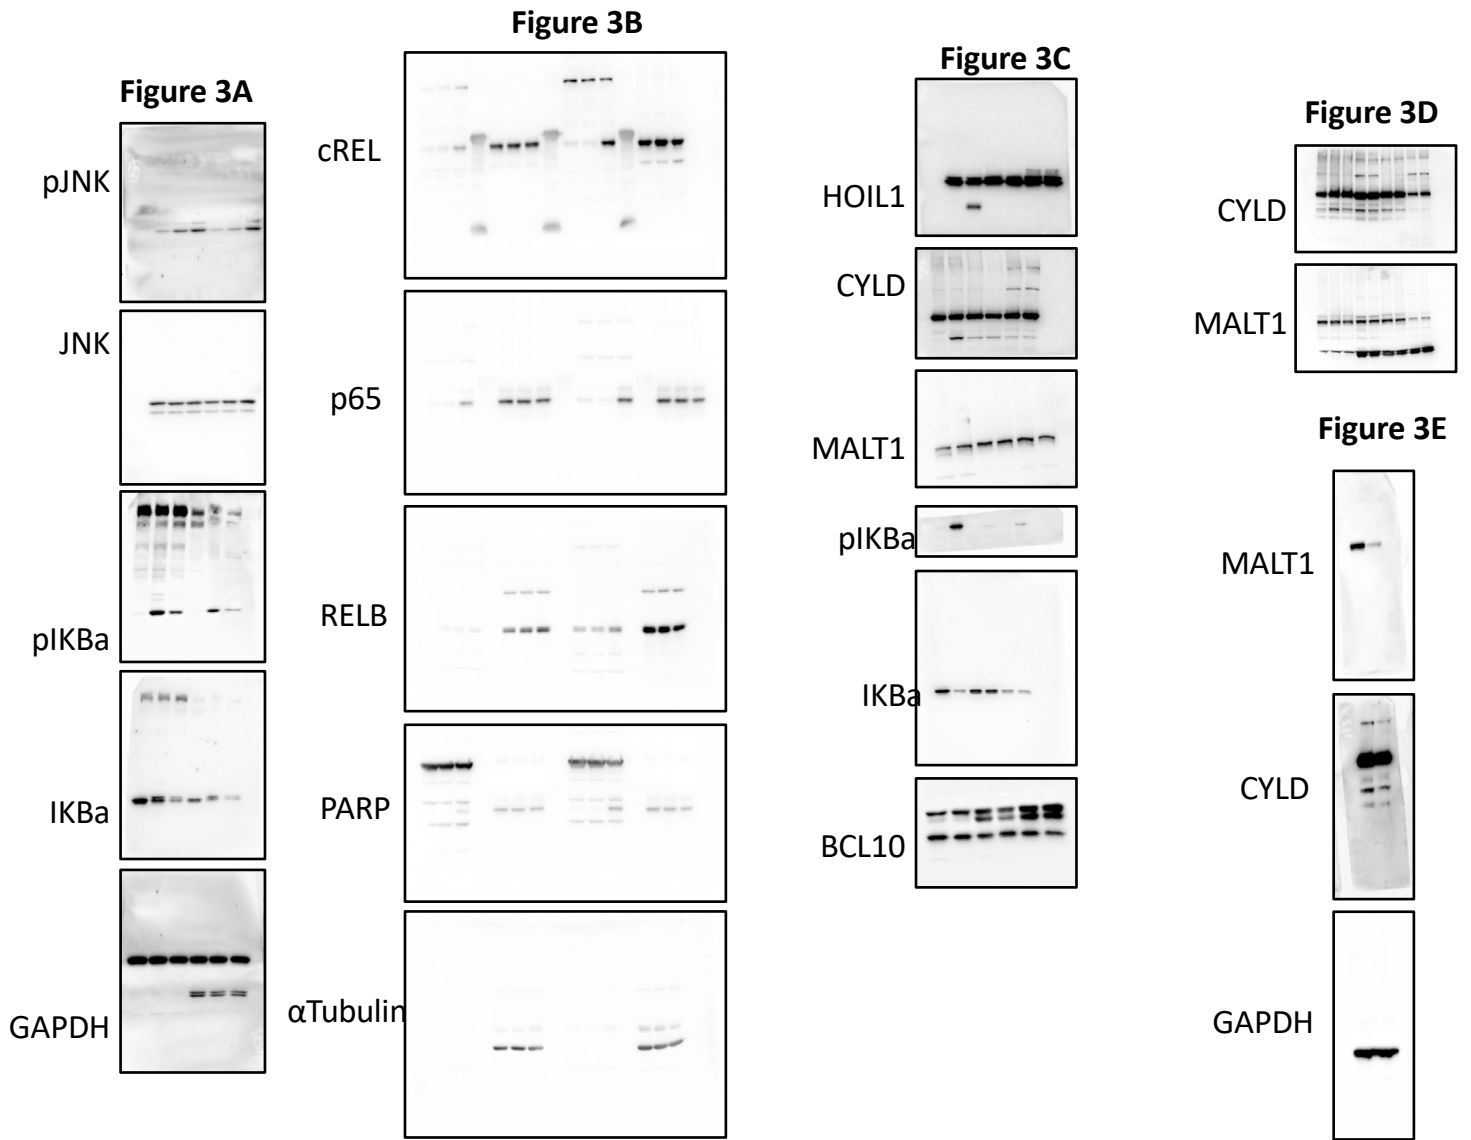 Figure 3A
pJNK
JNK
pIKBa
IKBa
GAPDH
Figure 3B
cREL
p65
RELB
PARP
αTubulin
Figure 3C
HOIL1
CYLD
MALT1
pIKBa
IKBa
BCL10
Figure 3D
CYLD
MALT1
Figure 3E
MALT1
CYLD
GAPDH